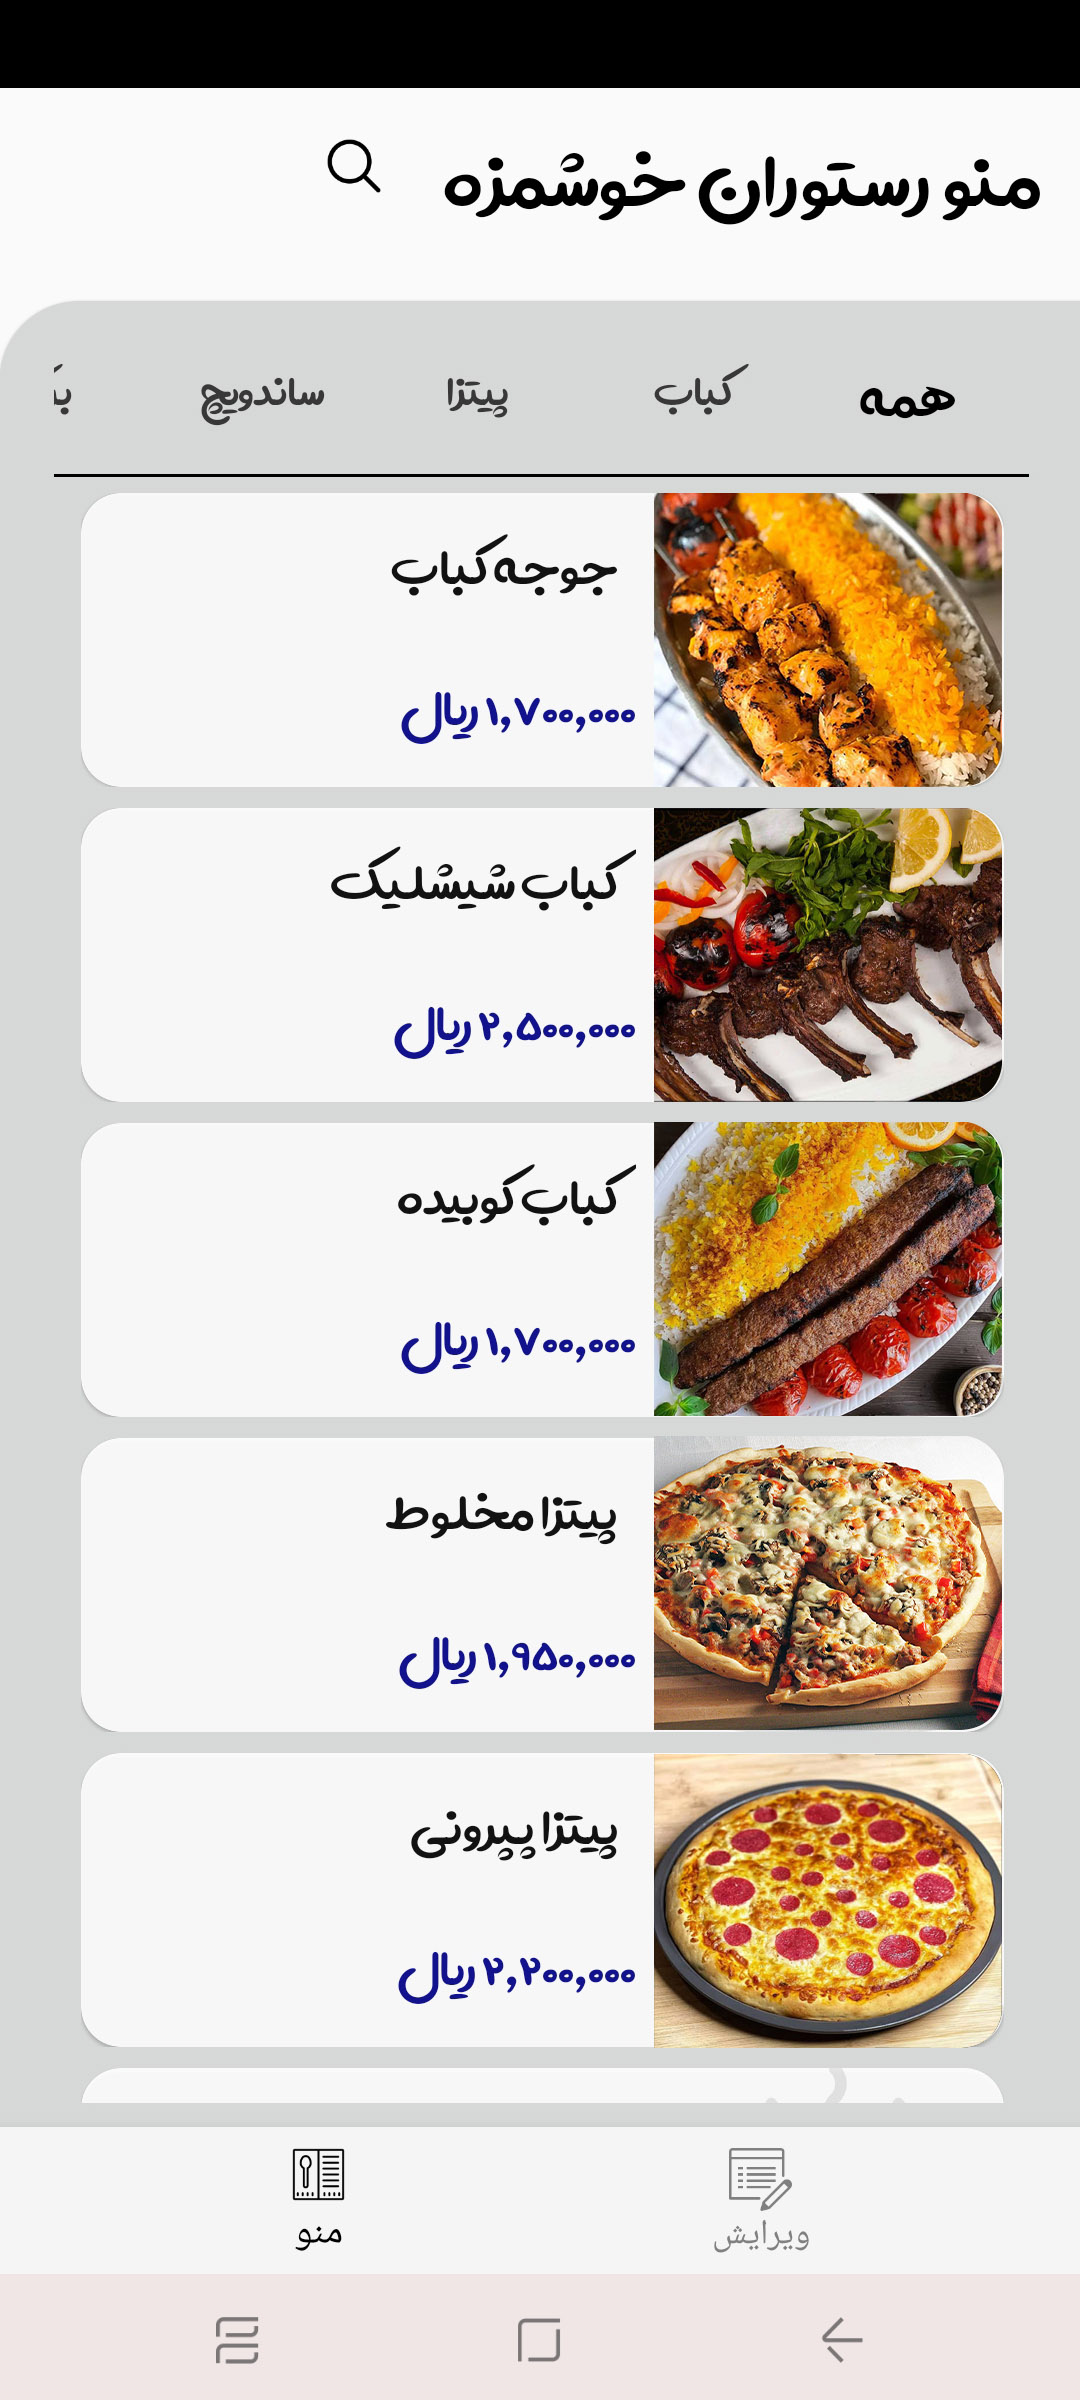 منو رستوران خوشمزه
همه کباب پیتزا ساندویچ
جوجه کباب
۱,۷۰۰,۰۰۰ ریال
کباب شیشلیک
۲,۵۰۰,۰۰۰ ریال
کباب کوبیده
۱,۷۰۰,۰۰۰ ریال
پیتزا مخلوط
۱,۹۵۰,۰۰۰ ریال
پیتزا پپرونی
۲,۲۰۰,۰۰۰ ریال
ویرایش منو